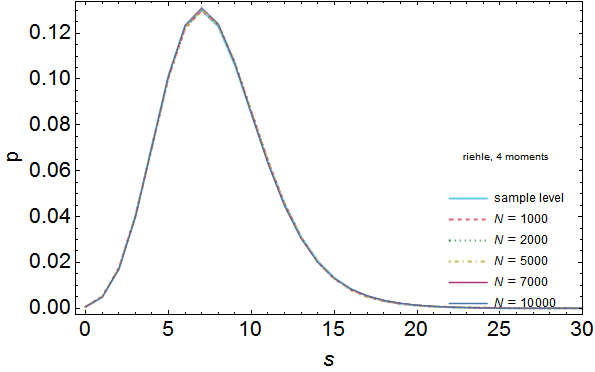 0.12
0.10
0.08
p
0.06
0.04
0.02
0.00
riehle, 4 moments
sample level
N = 1000
N = 2000
N = 5000
N = 7000
N = 10000
0 5 10 15 20 25 30
s